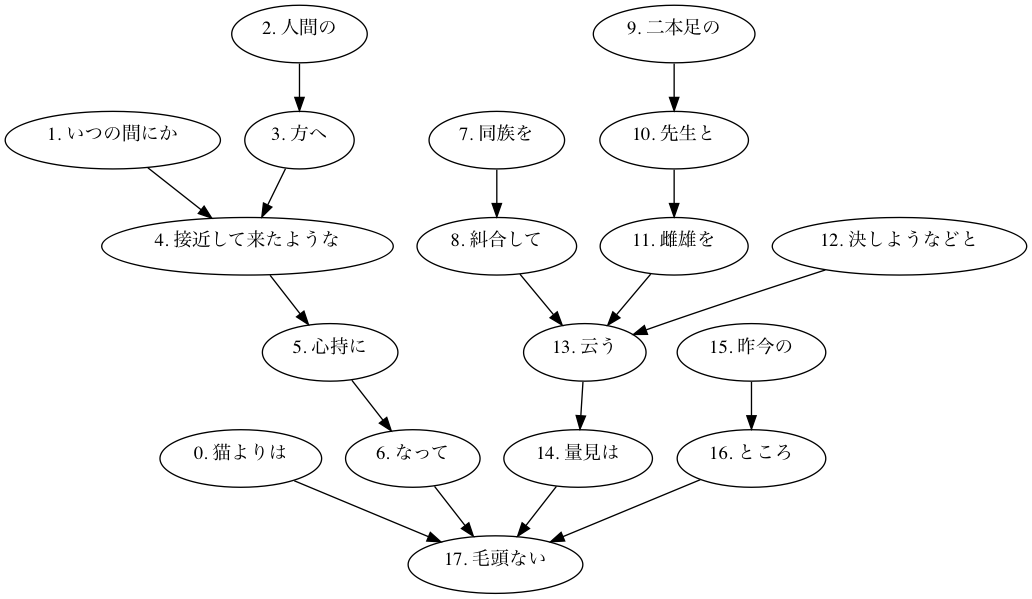 2. 人間の
9. 二本足の
1. いつの間にか
3. 方へ
7. 同族を
10. 先生と
4. 接近して来たような
8. 糾合して
11. 雌雄を
12. 決しようなどと
5. 心持に
13. 云う
15. 昨今の
0. 猫よりは
6. なって
14. 量見は
16. ところ
17. 毛頭ない